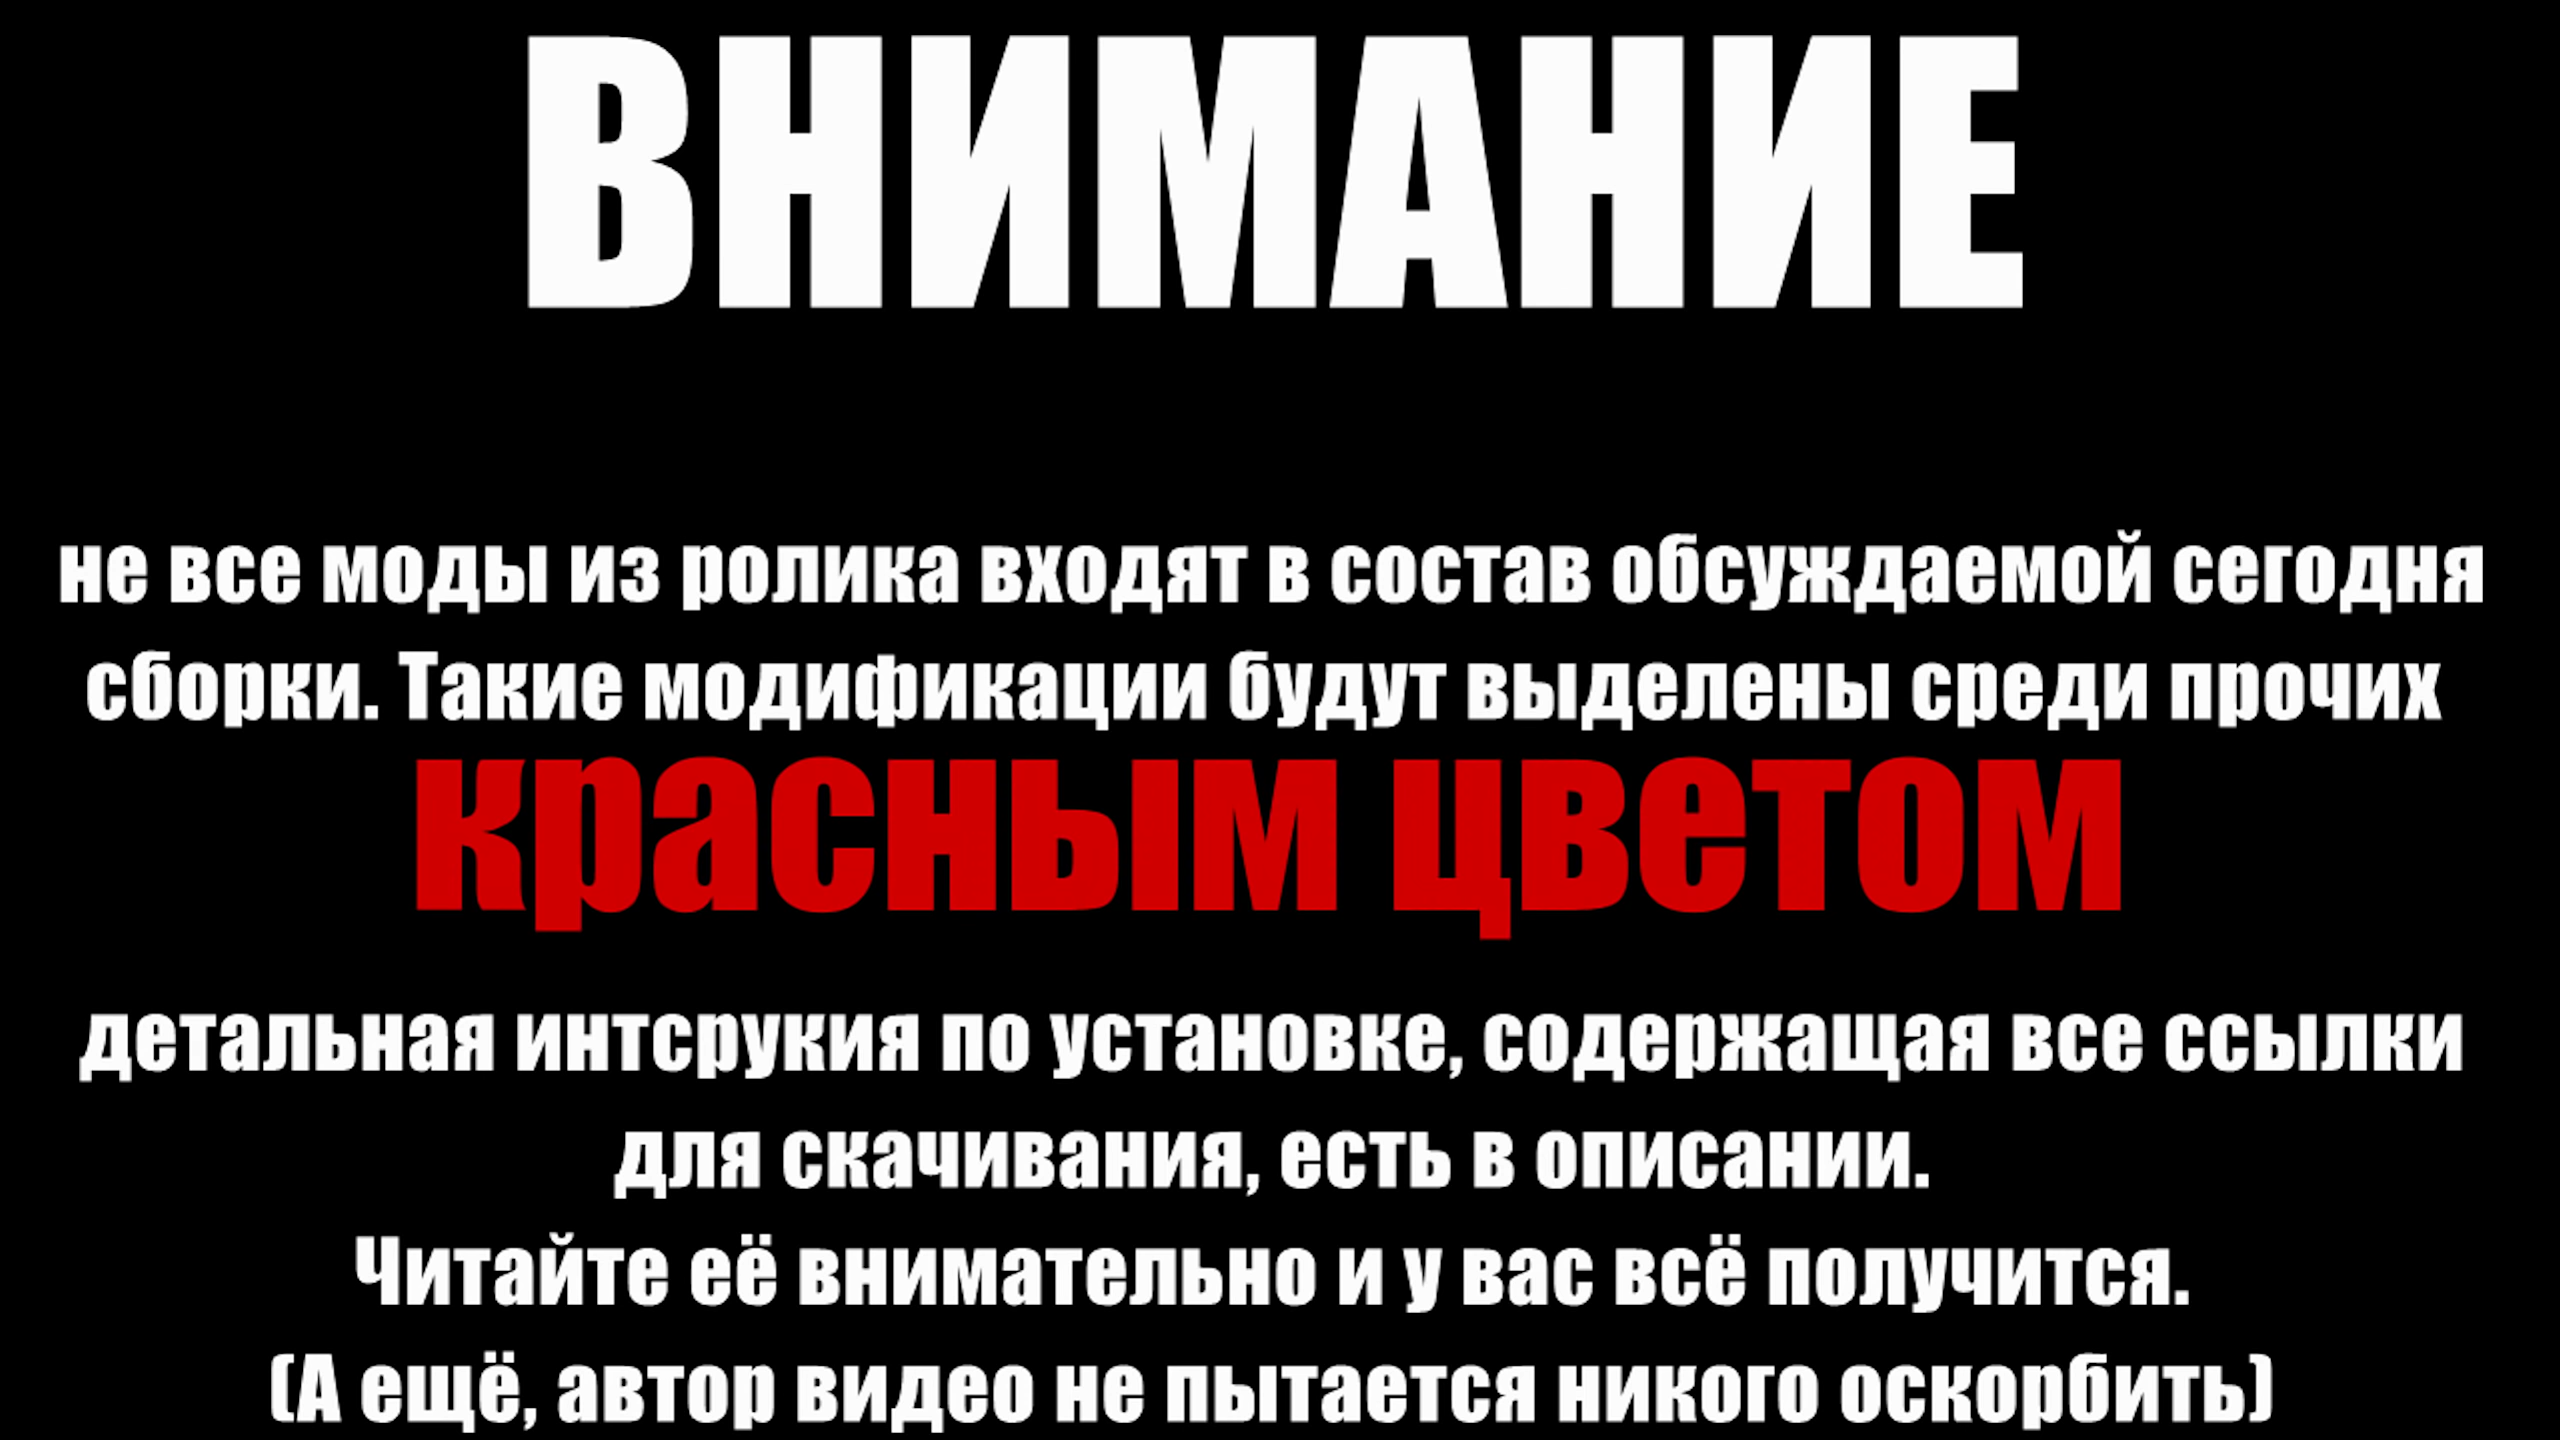 ВНИМАНИЕ
не все моды из ролика входят в состав обсуждаемой сегодня
сборки. Такие модификации будут выделены среди прочих
красным цветом
детальная интсрукия по установке, содержащая все ссылки
для скачивания, есть в описании.
Читайте её внимательно и у вас всё получится.
(А ещё, автор видео не пытается никого оскорбить)